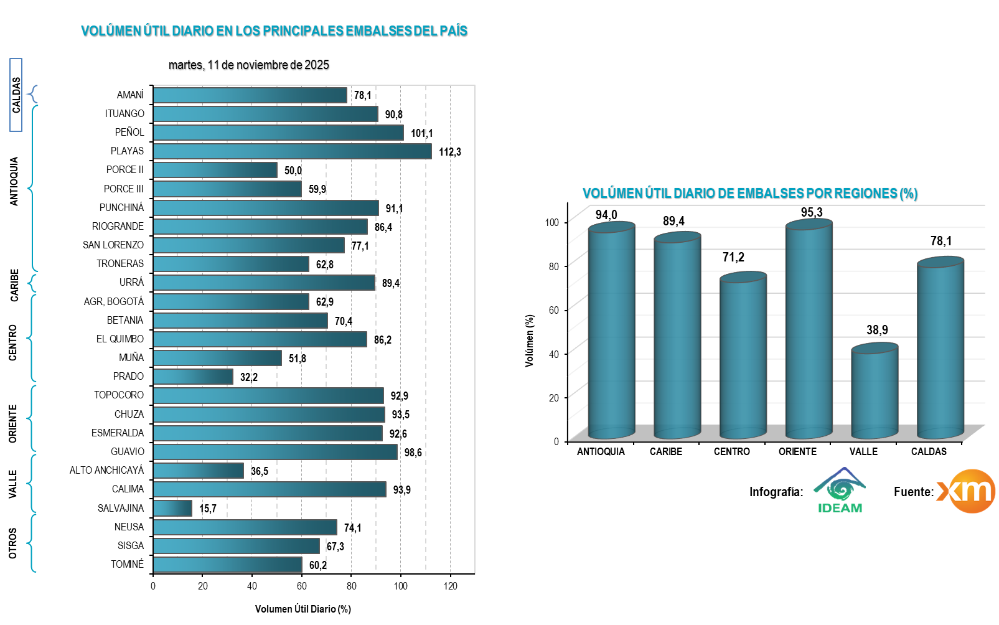 VOLÚMEN ÚTIL DIARIO EN LOS PRINCIPALES EMBALSES DEL PAÍS
martes, 11 de noviembre de 2025
CALDAS
ANTIOQUIA
CARIBE
CENTRO
ORIENTE
VALLE
OTROS
AMANÍ 78,1
ITUANGO 90,8
PEÑOL 101,1
PLAYAS 112,3
PORCE II 50,0
PORCE III 59,9
PUNCHINÁ 91,1
RIOGRANDE 86,4
SAN LORENZO 77,1
TRONERAS 62,8
URRÁ 89,4
AGR, BOGOTÁ 62,9
BETANIA 70,4
EL QUIMBO 86,2
MUÑA 51,8
PRADO 32,2
TOPOCORO 92,9
CHUZA 93,5
ESMERALDA 92,6
GUAVIO 98,6
ALTO ANCHICAYÁ 36,5
CALIMA 93,9
SALVAJINA 15,7
NEUSA 74,1
SISGA 67,3
TOMINÉ 60,2
0 20 40 60 80 100 120
Volumen Útil Diario (%)
VOLÚMEN ÚTIL DIARIO DE EMBALSES POR REGIONES (%)
Volúmen (%)
100
80
60
40
20
0
94,0 89,4 71,2 95,3 38,9 78,1
ANTIOQUIA CARIBE CENTRO ORIENTE VALLE CALDAS
Infografía: IDEAM Fuente: xm